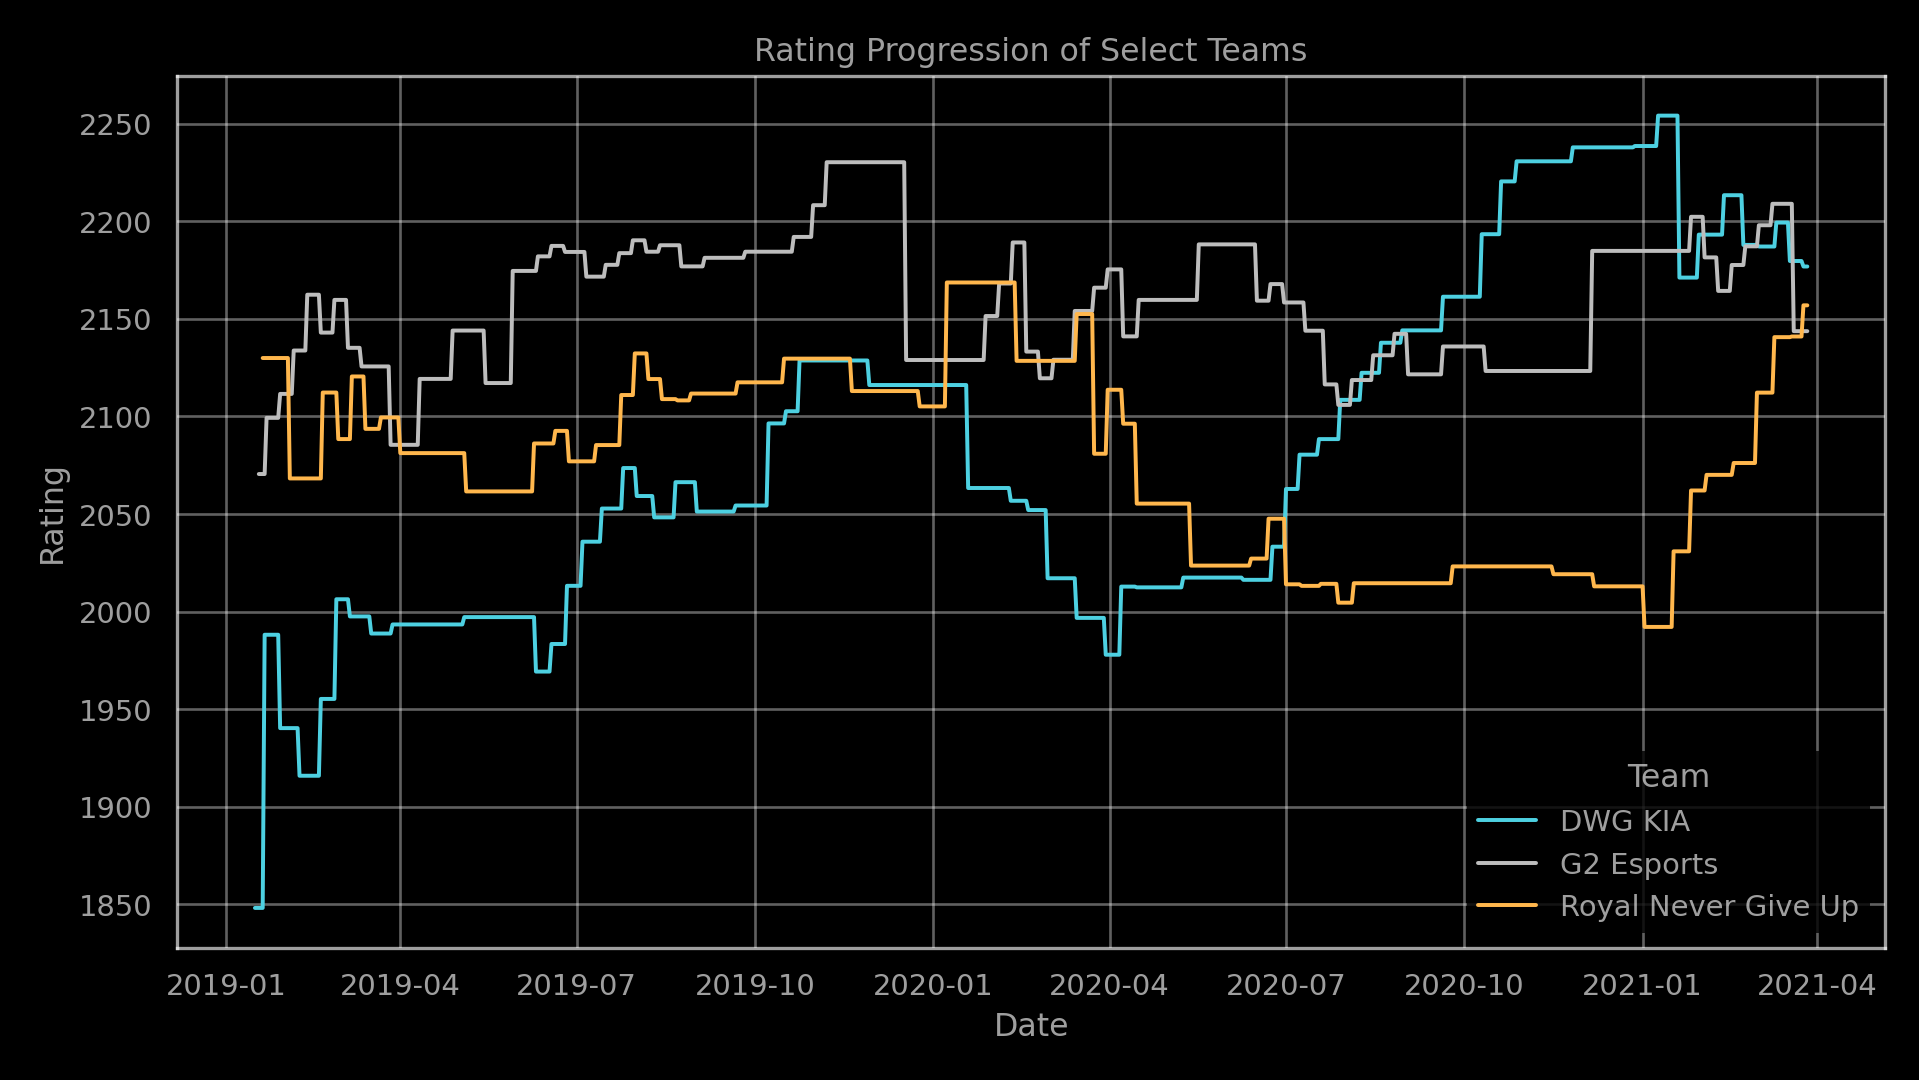 Rating Progression of Select Teams
2250
2200
2150
2100
2050
2000
1950
1900
1850
Rating
2019-01 2019-04 2019-07 2019-10 2020-01 2020-04 2020-07 2020-10 2021-01 2021-04
Date
Team
DWG KIA
G2 Esports
Royal Never Give Up